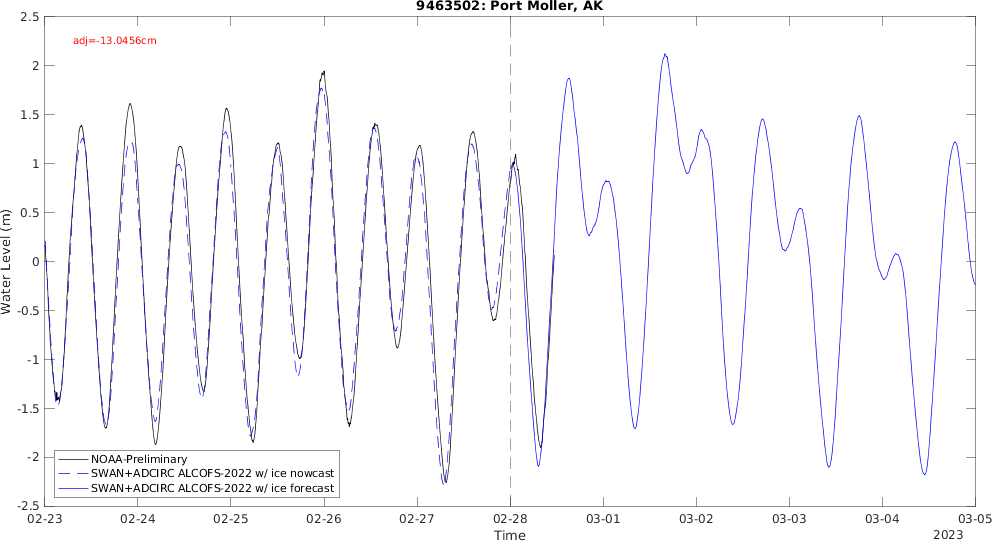 9463502: Port Moller, AK
adj=-13.0456cm
Water Level (m)
2.5
2
1.5
1
0.5
0
-0.5
-1
-1.5
-2
-2.5
NOAA-Preliminary
SWAN+ADCIRC ALCOFS-2022 w/ ice nowcast
SWAN+ADCIRC ALCOFS-2022 w/ ice forecast
02-23 02-24 02-25 02-26 02-27 02-28 03-01 03-02 03-03 03-04 03-05
Time
2023